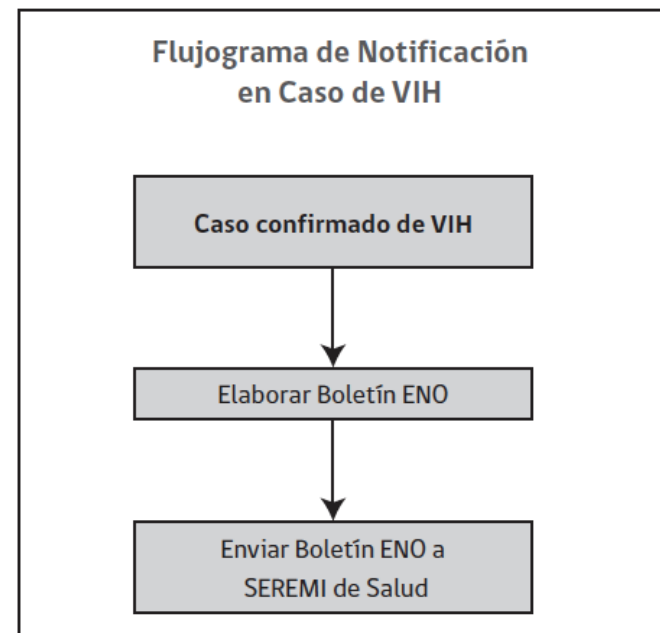 Flujograma de Notificación
en Caso de VIH
Caso confirmado de VIH
Elaborar Boletín ENO
Enviar Boletín ENO a
SEREMI de Salud